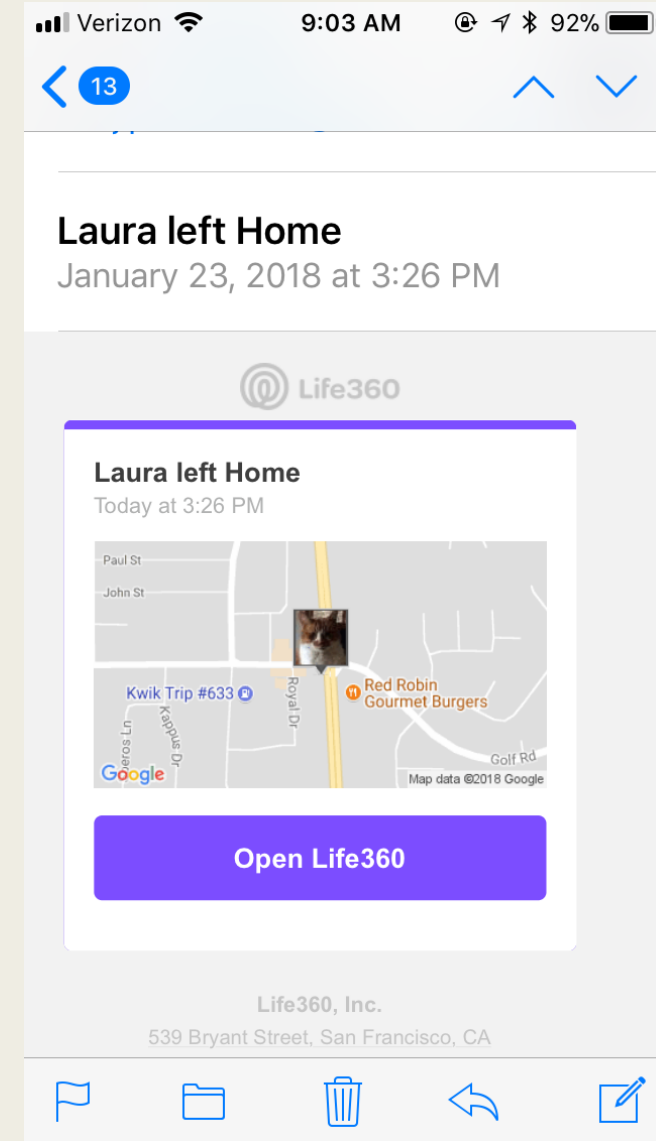 Verizon 9:03 AM 92%
13
Laura left Home
January 23, 2018 at 3:26 PM
Life360
Laura left Home
Today at 3:26 PM
Paul St
John St
Kwik Trip #633
Royal Dr
Red Robin
Gourmet Burgers
Kappus Dr
eros Ln
Golf Rd
Google
Map data ©2018 Google
Open Life360
Life360, Inc.
539 Bryant Street, San Francisco, CA